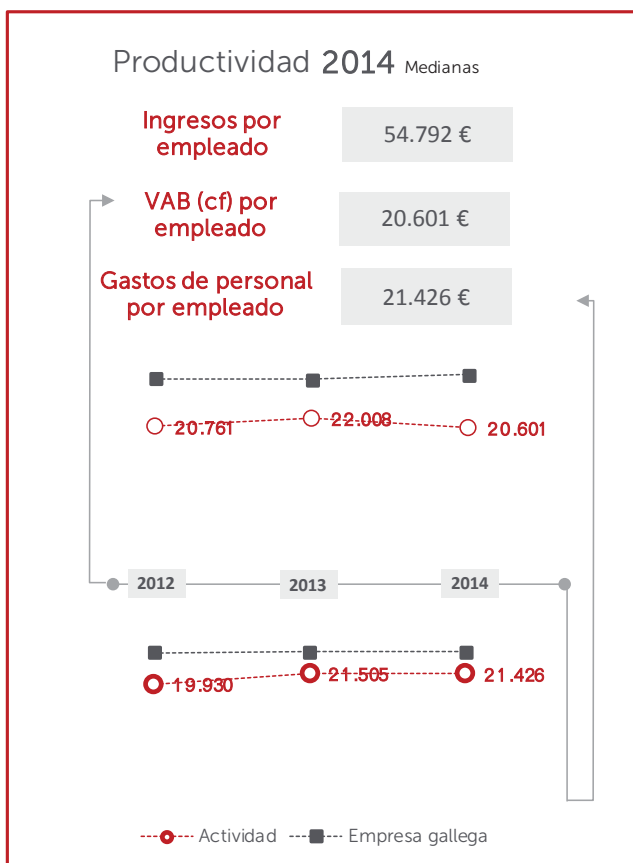 Productividad 2014 Medianas
Ingresos por
empleado
54.792 €
VAB (cf) por
empleado
20.601 €
Gastos de personal
por empleado
21.426 €
20.761
22.008
20.601
2012
2013
2014
19.930
21.505
21.426
Actividad
Empresa gallega